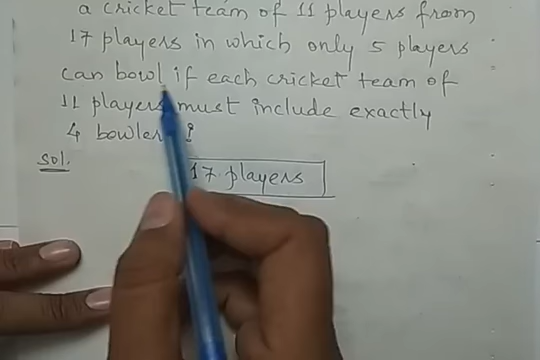 a cricket team of 11 players from
17 players in which only 5 players
can bowl if each cricket team of
11 players must include exactly
4 bowlers ?
Sol.
17 players